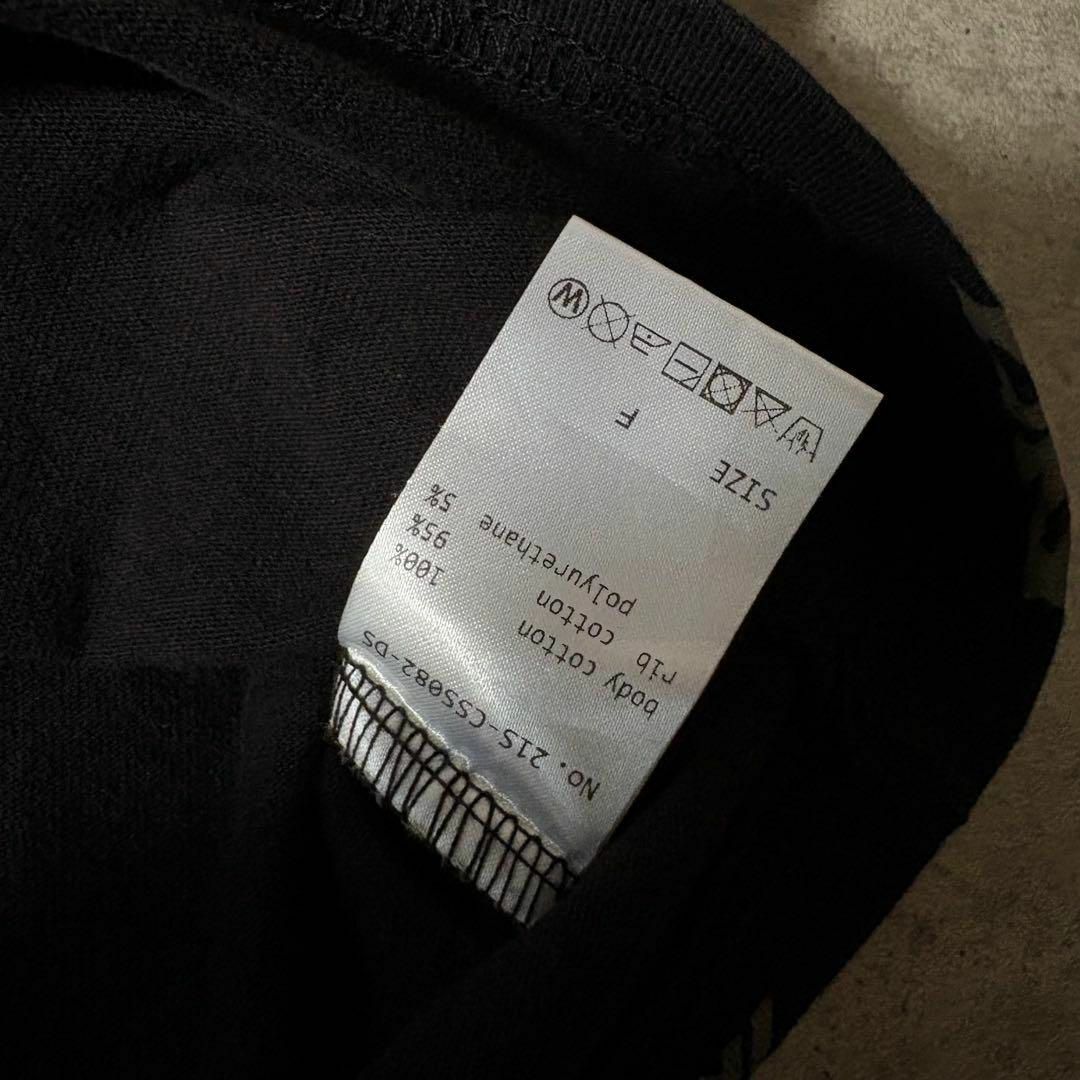 No. 21S-CSS082-DS
body cotton 100%
rib cotton 95%
polyurethane 5%
SIZE
F
W